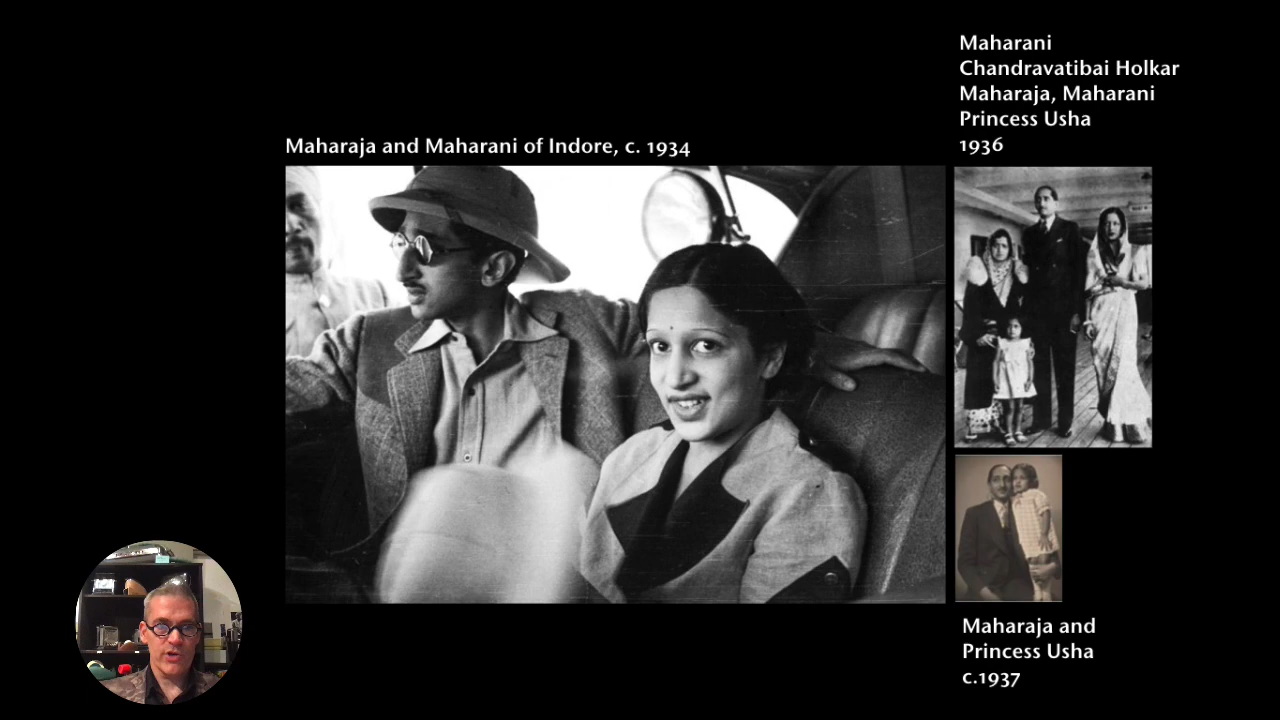 Maharani
Chandravatibai Holkar
Maharaja, Maharani
Princess Usha
1936
Maharaja and Maharani of Indore, c. 1934
Maharaja and
Princess Usha
c.1937